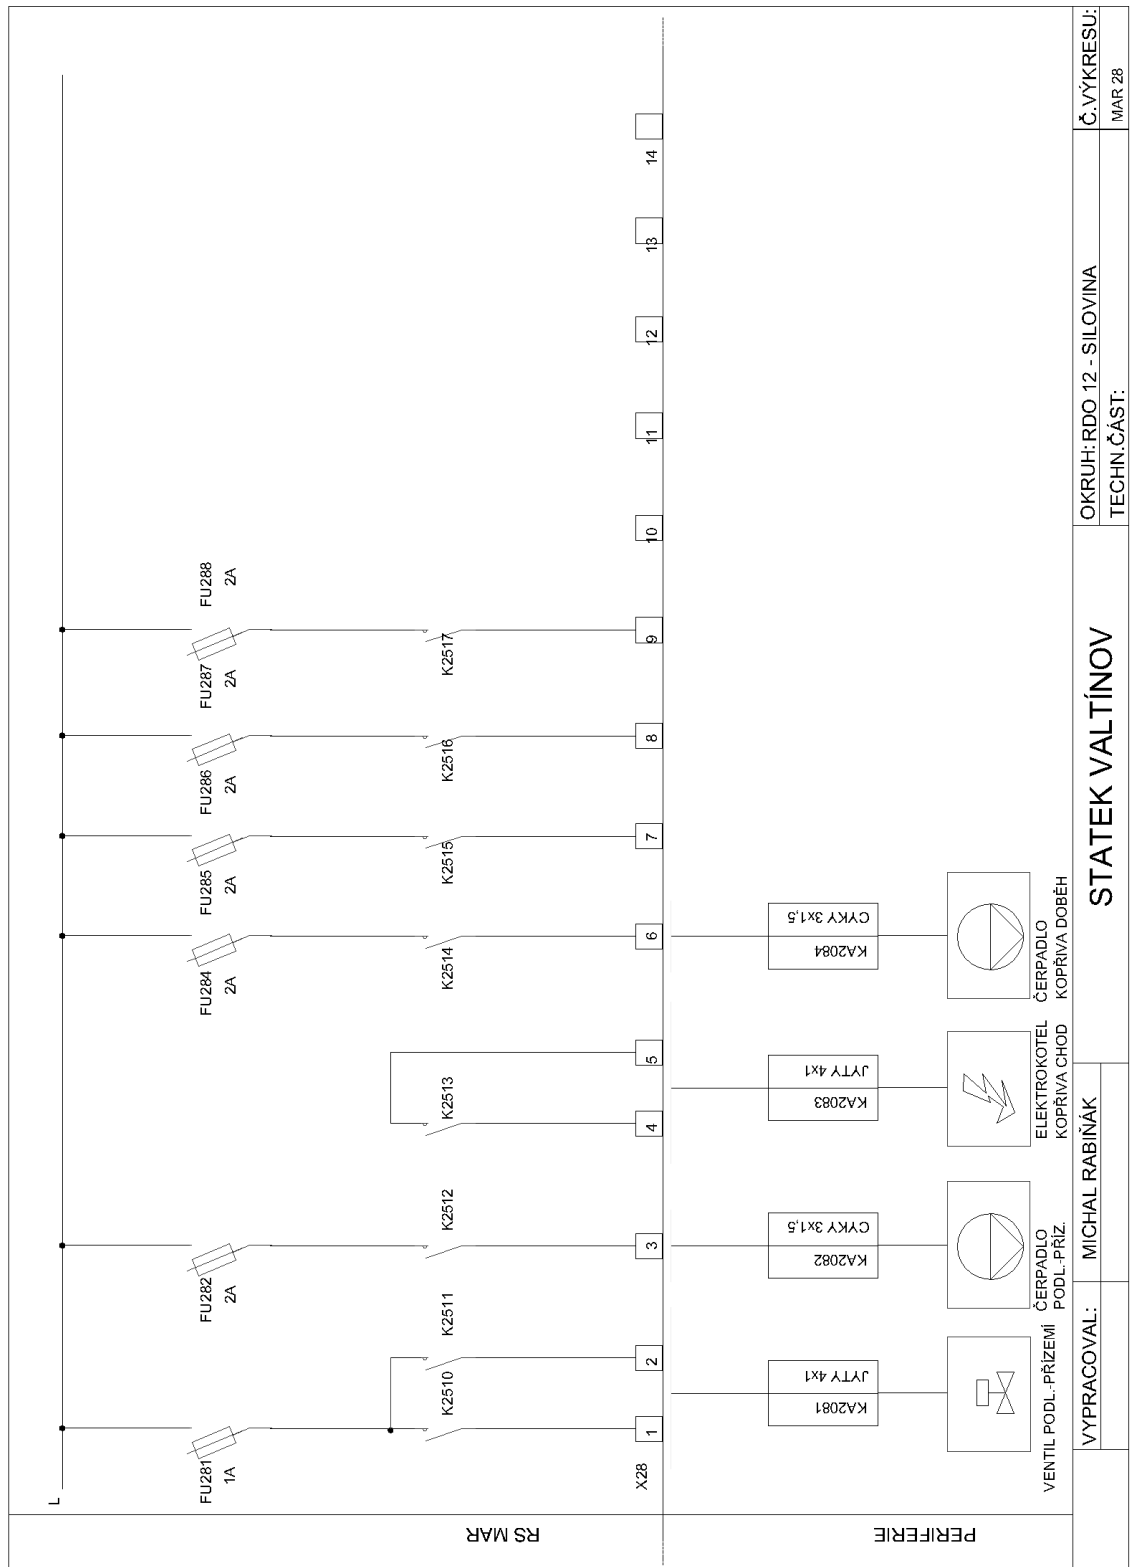 L
FU281
1A
FU282
2A
FU284
2A
FU285
2A
FU286
2A
FU287
2A
FU288
2A
K2510
K2511
K2512
K2513
K2514
K2515
K2516
K2517
X28
1
2
3
4
5
6
7
8
9
10
11
12
13
14
RS MAR
PERIFERIE
KA2081
JYTY 4x1
KA2082
CYKY 3x1,5
KA2083
JYTY 4x1
KA2084
CYKY 3x1,5
VENTIL PODL.-PŘÍZEMÍ
ČERPADLO
PODL.-PŘÍZ.
ELEKTROKOTEL
KOPŘIVA CHOD
ČERPADLO
KOPŘIVA DOBĚH
VYPRACOVAL:
MICHAL RABIŇÁK
STATEK VALTÍNOV
OKRUH: RDO 12 - SILOVINA
TECHN.ČÁST:
Č.VÝKRESU:
MAR 28